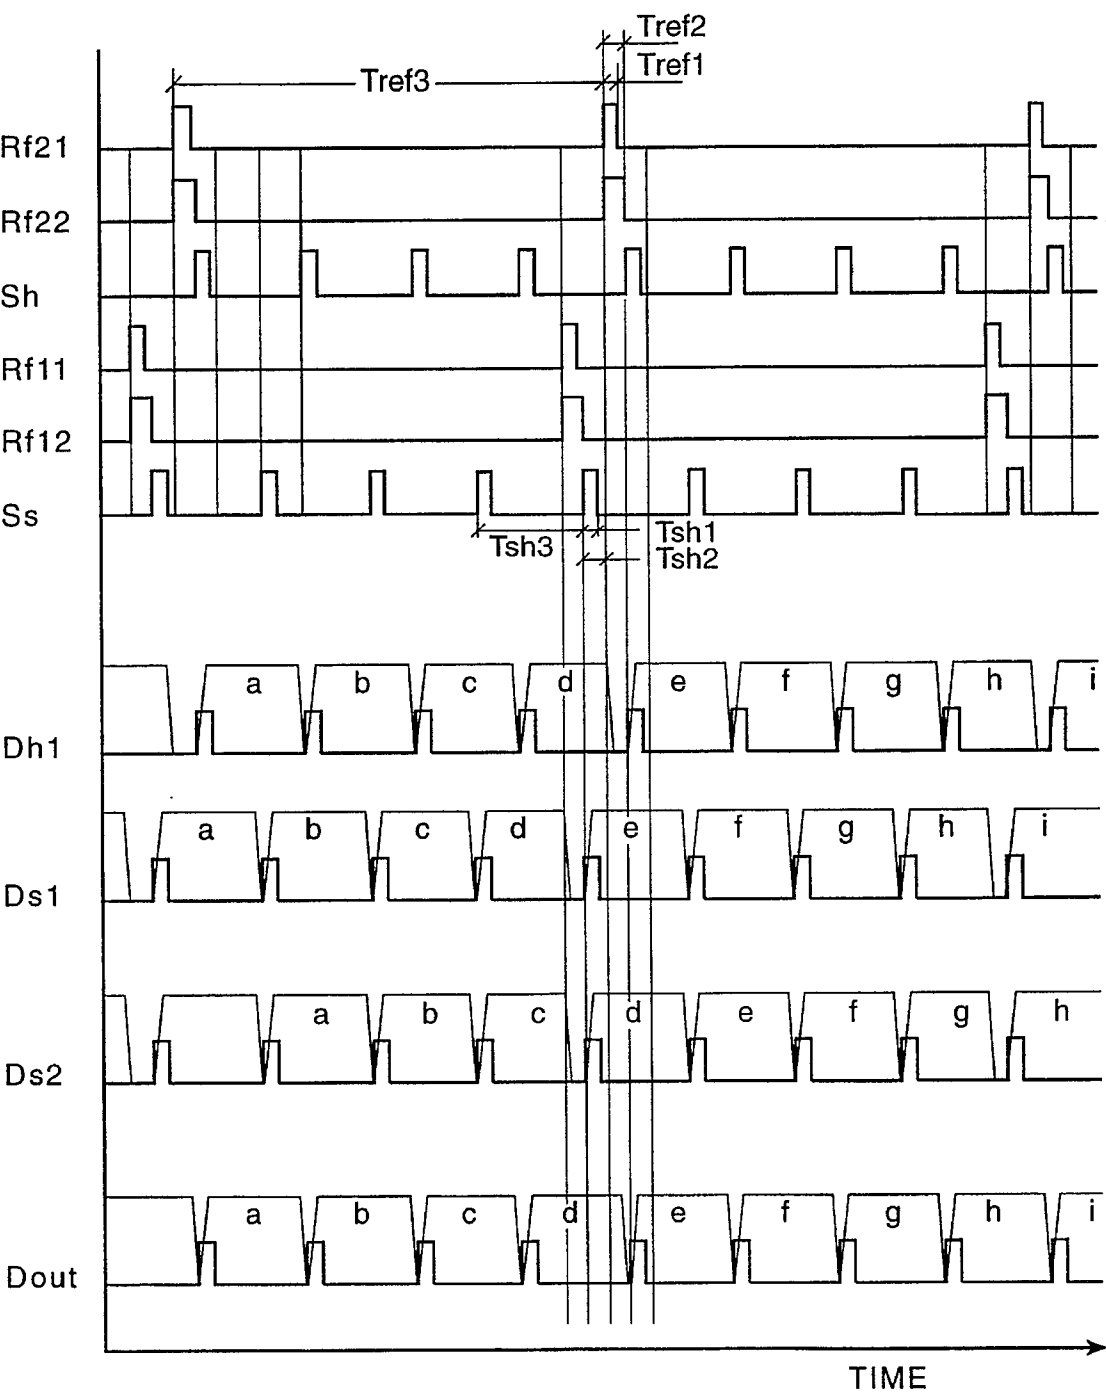 Tref2
Tref3 Tref1
Rf21
Rf22
Sh
Rf11
Rf12
Ss
Tsh3 Tsh1
Tsh2
a b c d e f g h i
Dh1
a b c d e f g h i
Ds1
a b c d e f g h
Ds2
a b c d e f g h i
Dout
TIME